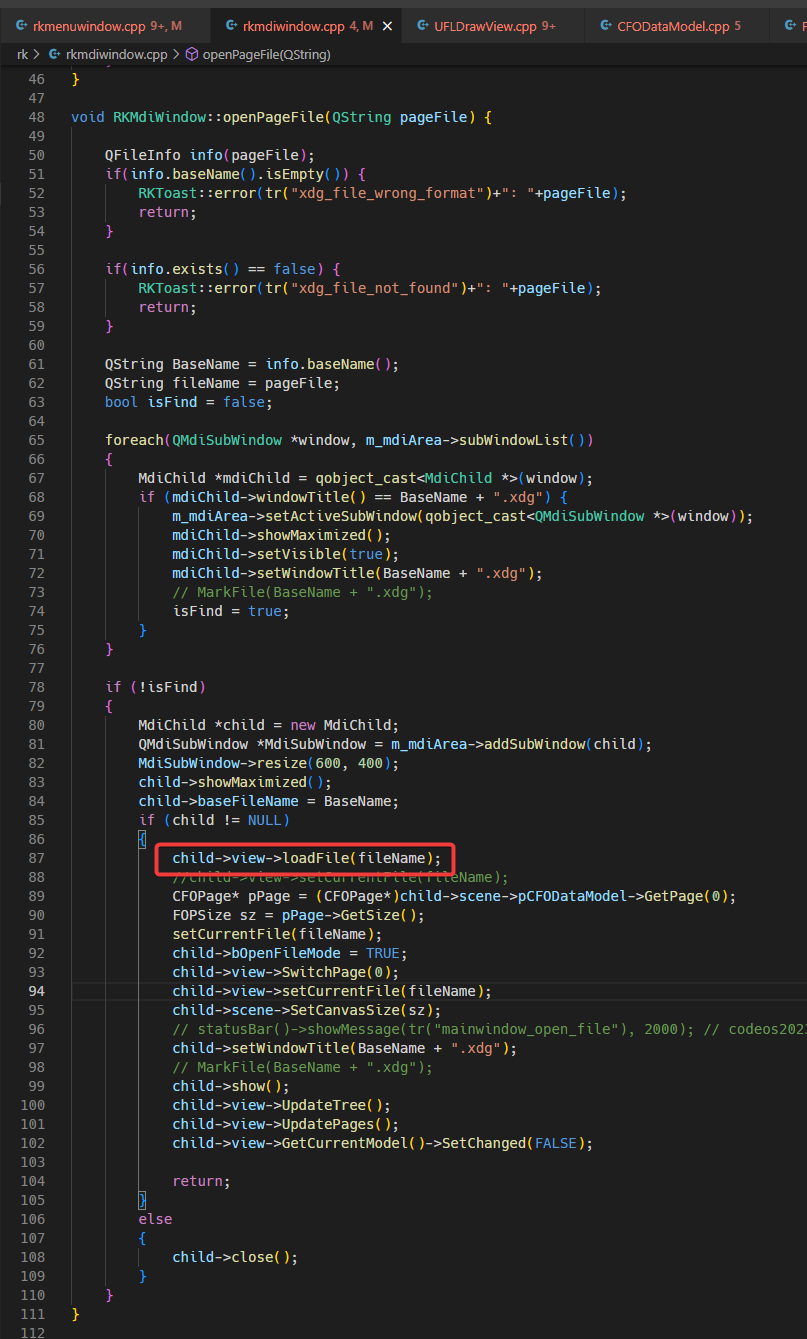 rkmenuwindow.cpp 9+, M rkmdiwindow.cpp 4, M UFLDrawView.cpp 9+ CFODataModel.cpp 5
rk > rkmdiwindow.cpp > openPageFile(QString)
46 }
47
48 void RKMdiWindow::openPageFile(QString pageFile) {
49
50 QFileInfo info(pageFile);
51 if(info.baseName().isEmpty()) {
52 RKToast::error(tr("xdg_file_wrong_format")+": "+pageFile);
53 return;
54 }
55
56 if(info.exists() == false) {
57 RKToast::error(tr("xdg_file_not_found")+": "+pageFile);
58 return;
59 }
60
61 QString BaseName = info.baseName();
62 QString fileName = pageFile;
63 bool isFind = false;
64
65 foreach(QMdiSubWindow *window, m_mdiArea->subWindowList())
66 {
67 MdiChild *mdiChild = qobject_cast<MdiChild *>(window);
68 if (mdiChild->windowTitle() == BaseName + ".xdg") {
69 m_mdiArea->setActiveSubWindow(qobject_cast<QMdiSubWindow *>(window));
70 mdiChild->showMaximized();
71 mdiChild->setVisible(true);
72 mdiChild->setWindowTitle(BaseName + ".xdg");
73 // MarkFile(BaseName + ".xdg");
74 isFind = true;
75 }
76 }
77
78 if (!isFind)
79 {
80 MdiChild *child = new MdiChild;
81 QMdiSubWindow *MdiSubWindow = m_mdiArea->addSubWindow(child);
82 MdiSubWindow->resize(600, 400);
83 child->showMaximized();
84 child->baseFileName = BaseName;
85 if (child != NULL)
86 {
87 child->view->loadFile(fileName);
88 //child->view->setCurrentFile(fileName);
89 CFOPage* pPage = (CFOPage*)child->scene->pCFODataModel->GetPage(0);
90 FOPSize sz = pPage->GetSize();
91 setCurrentFile(fileName);
92 child->bOpenFileMode = TRUE;
93 child->view->SwitchPage(0);
94 child->view->setCurrentFile(fileName);
95 child->scene->SetCanvasSize(sz);
96 // statusBar()->showMessage(tr("mainwindow_open_file"), 2000); // codeos202
97 child->setWindowTitle(BaseName + ".xdg");
98 // MarkFile(BaseName + ".xdg");
99 child->show();
100 child->view->UpdateTree();
101 child->view->UpdatePages();
102 child->view->GetCurrentModel()->SetChanged(FALSE);
103
104 return;
105 }
106 else
107 {
108 child->close();
109 }
110 }
111 }
112